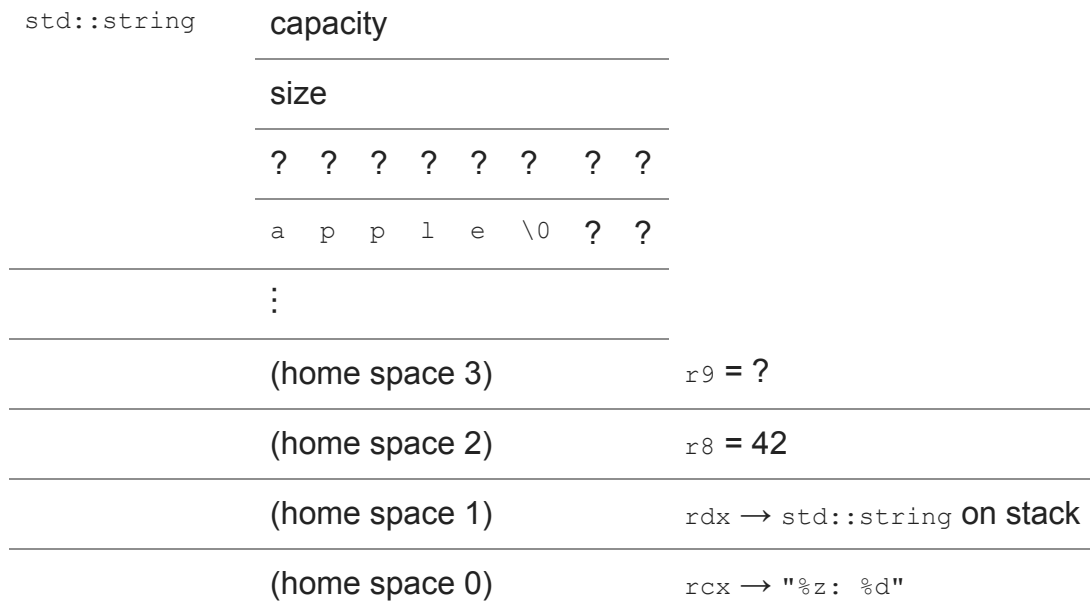 std::string capacity
size
? ? ? ? ? ? ? ?
a p p l e \0 ? ?
⋮
(home space 3) r9 = ?
(home space 2) r8 = 42
(home space 1) rdx → std::string on stack
(home space 0) rcx → "%z: %d"